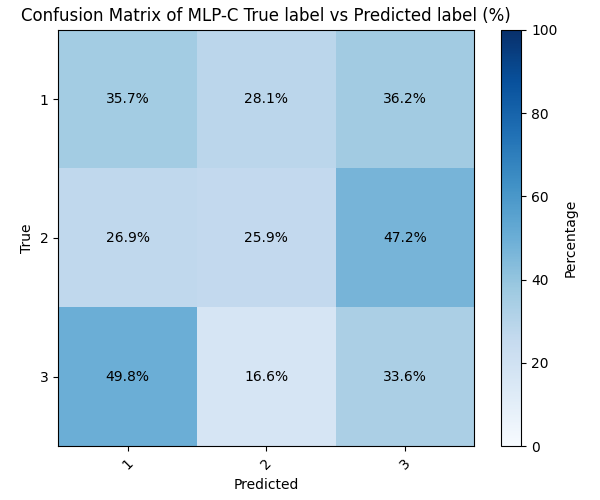 Confusion Matrix of MLP-C True label vs Predicted label (%)
1 35.7% 28.1% 36.2%
2 26.9% 25.9% 47.2%
3 49.8% 16.6% 33.6%
True
1 2 3
Predicted
100
80
60
40
20
0
Percentage